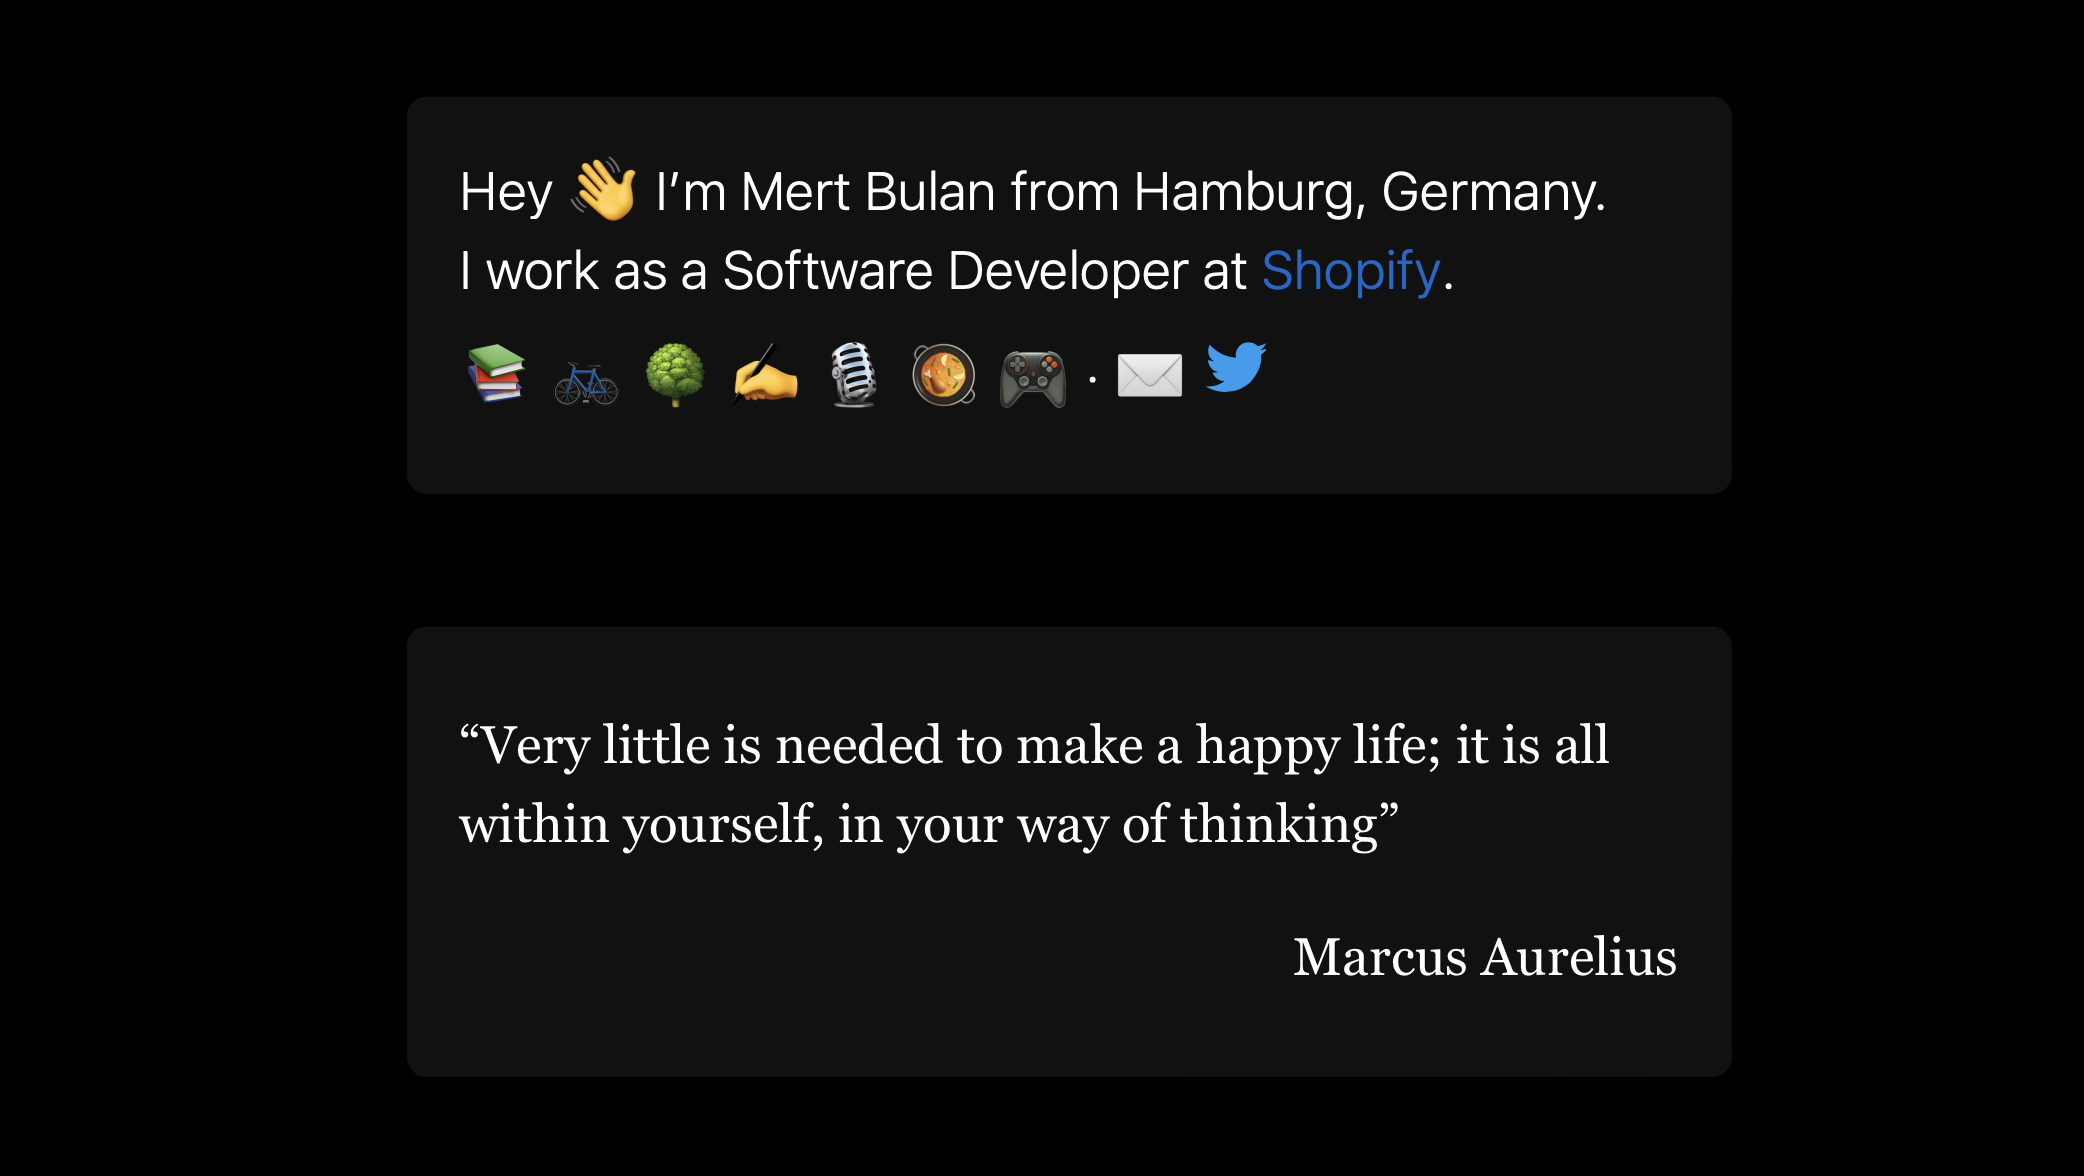 Hey 👋 I’m Mert Bulan from Hamburg, Germany.
I work as a Software Developer at Shopify.
“Very little is needed to make a happy life; it is all
within yourself, in your way of thinking”
Marcus Aurelius